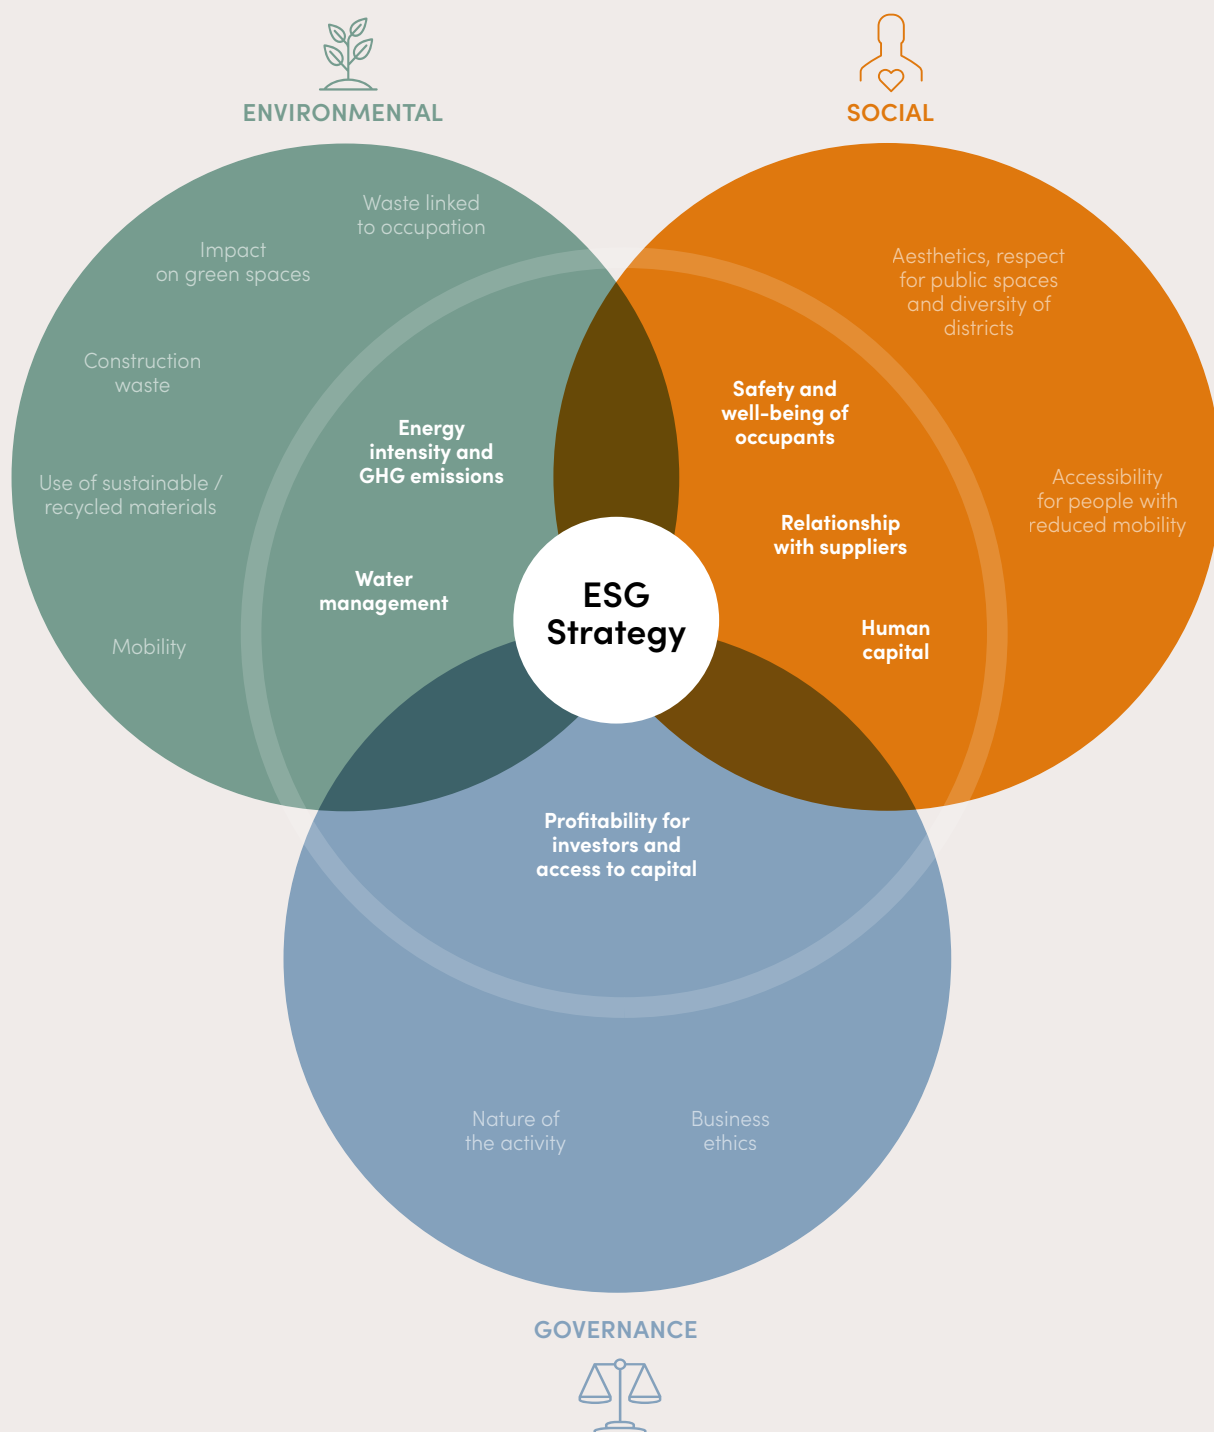 ENVIRONMENTAL
SOCIAL
Waste linked
to occupation
Impact
on green spaces
Construction
waste
Use of sustainable /
recycled materials
Mobility
Energy
intensity and
GHG emissions
Water
management
Aesthetics, respect
for public spaces
and diversity of
districts
Safety and
well-being of
occupants
Accessibility
for people with
reduced mobility
Relationship
with suppliers
Human
capital
ESG
Strategy
Profitability for
investors and
access to capital
Nature of
the activity
Business
ethics
GOVERNANCE